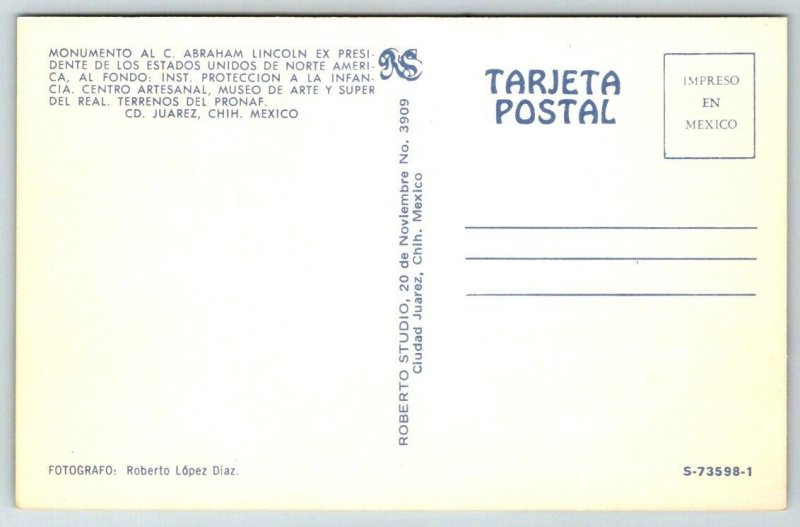 MONUMENTO AL C. ABRAHAM LINCOLN EX PRESI-
DENTE DE LOS ESTADOS UNIDOS DE NORTE AMERI-
CA, AL FONDO: INST. PROTECCION A LA INFAN-
CIA. CENTRO ARTESANAL, MUSEO DE ARTE Y SUPER
DEL REAL. TERRENOS DEL PRONAF.
CD. JUAREZ, CHIH. MEXICO
RS
ROBERTO STUDIO, 20 de Noviembre No. 3909
Ciudad Juarez, Chih. Mexico
TARJETA
POSTAL
IMPRESO
EN
MEXICO
FOTOGRAFO: Roberto López Diaz.
S-73598-1